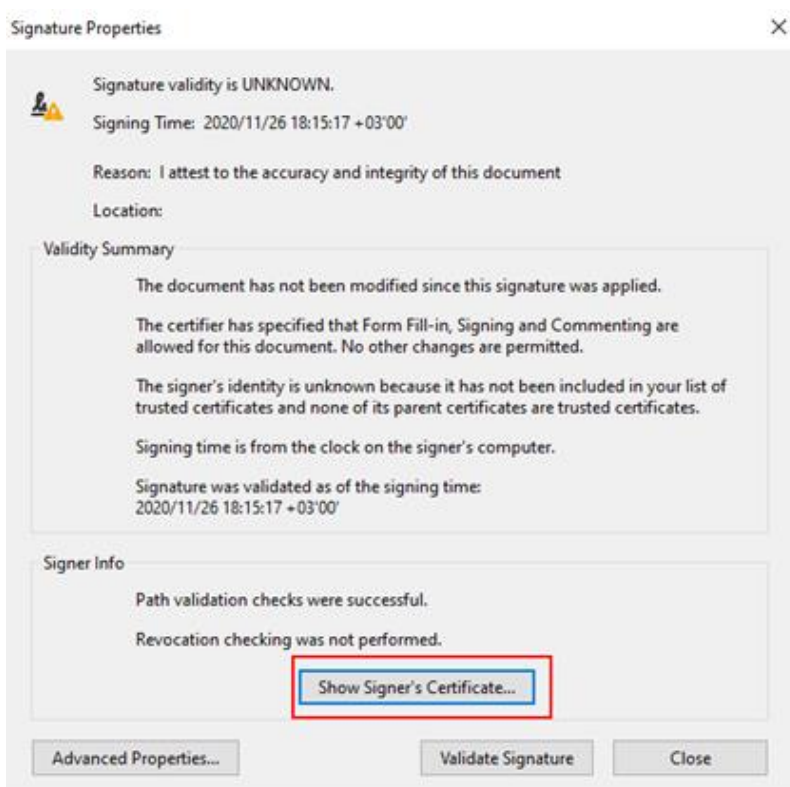 Signature Properties
Signature validity is UNKNOWN.
Signing Time: 2020/11/26 18:15:17 +03'00'
Reason: I attest to the accuracy and integrity of this document
Location:
Validity Summary
The document has not been modified since this signature was applied.
The certifier has specified that Form Fill-in, Signing and Commenting are
allowed for this document. No other changes are permitted.
The signer's identity is unknown because it has not been included in your list of
trusted certificates and none of its parent certificates are trusted certificates.
Signing time is from the clock on the signer's computer.
Signature was validated as of the signing time:
2020/11/26 18:15:17 +03'00'
Signer Info
Path validation checks were successful.
Revocation checking was not performed.
Show Signer's Certificate...
Advanced Properties... Validate Signature Close